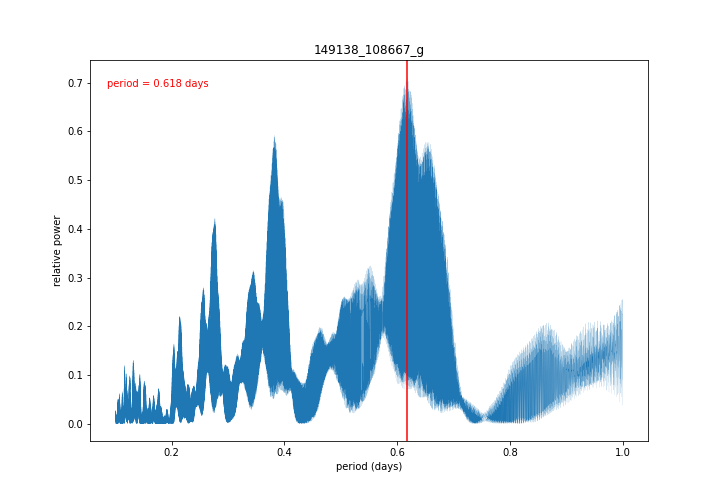 149138_108667_g
period = 0.618 days
0.7
0.6
0.5
0.4
0.3
0.2
0.1
0.0
relative power
0.2 0.4 0.6 0.8 1.0
period (days)